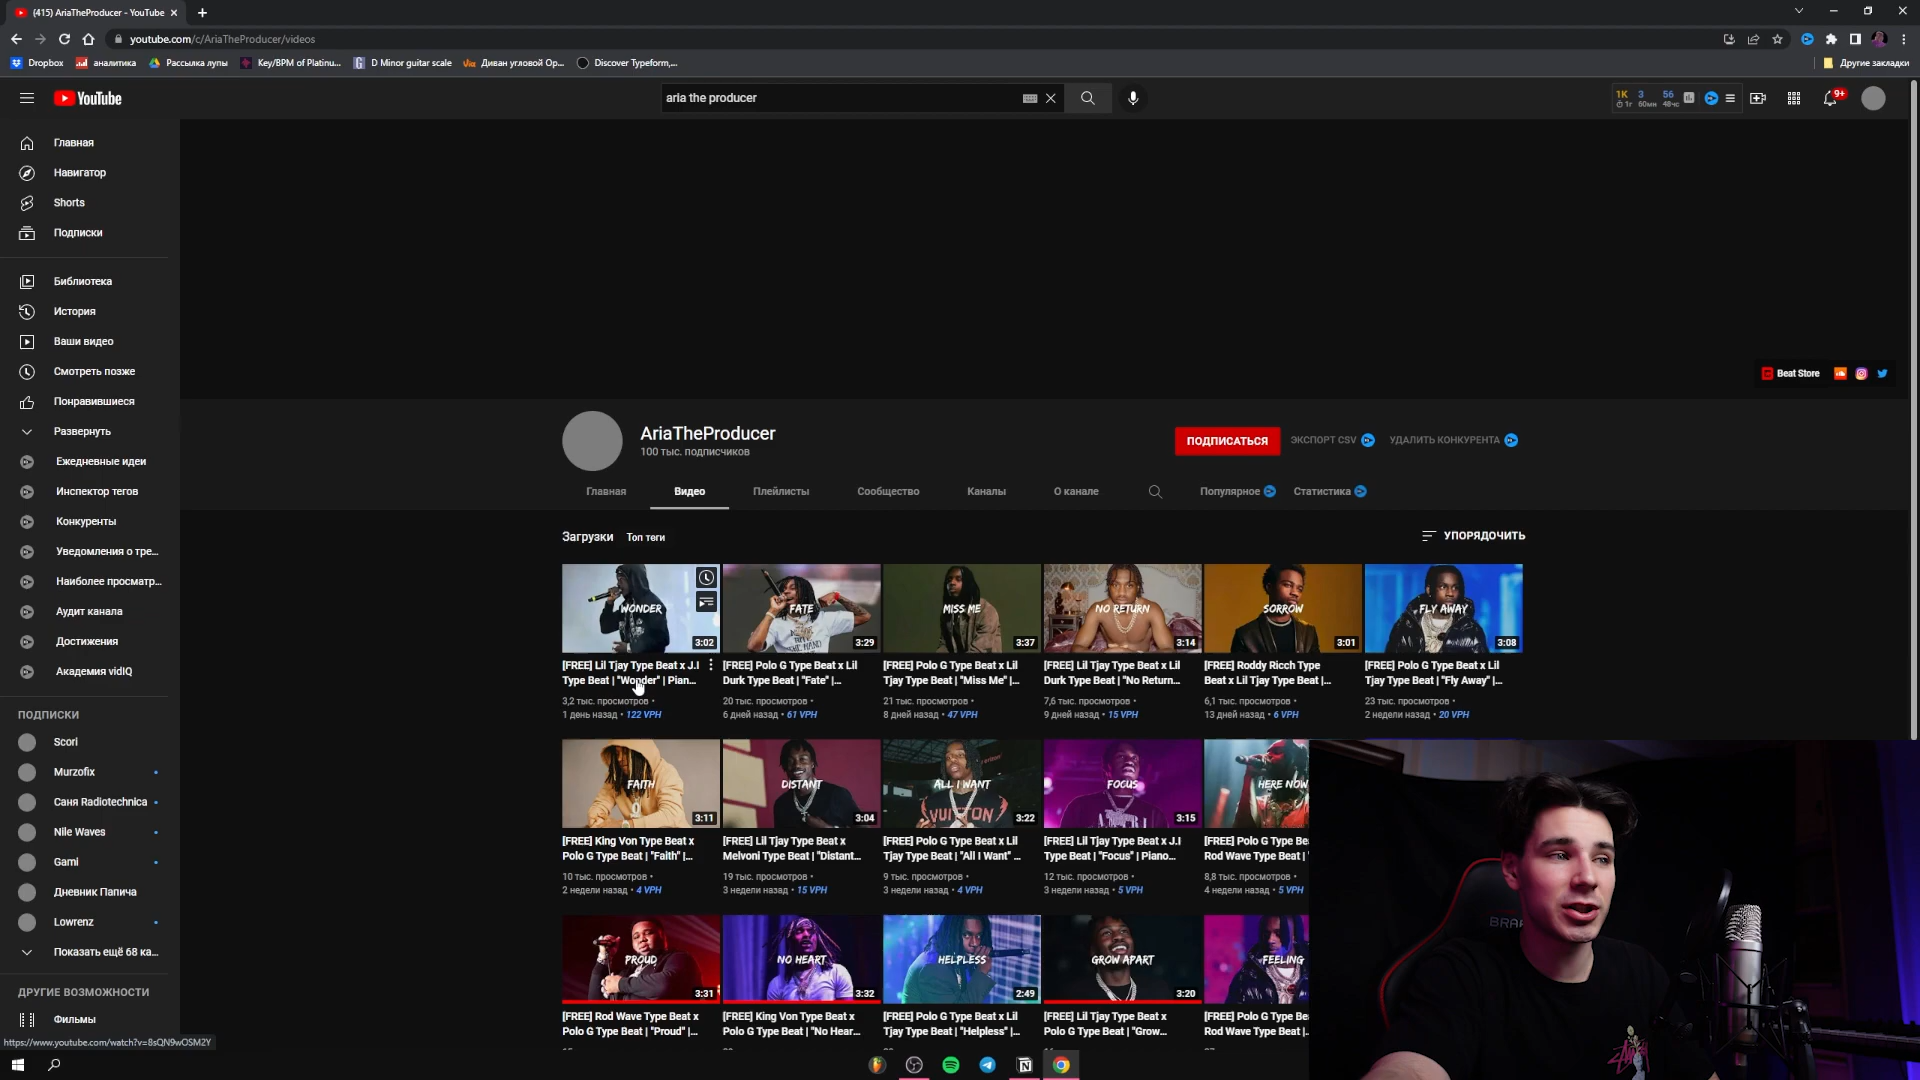 (415) AriaTheProducer - YouTube
youtube.com/c/AriaTheProducer/videos
Dropbox
аналитика
Рассылка лупы
Key/BPM of Platinu...
D Minor guitar scale
Диван угловой Ор...
Discover Typeform,...
Другие закладки
YouTube
aria the producer
1K 3 56
1г 60мн 48чс
9+
Главная
Навигатор
Shorts
Подписки
Библиотека
История
Ваши видео
Смотреть позже
Понравившиеся
Развернуть
Ежедневные идеи
Инспектор тегов
Конкуренты
Уведомления о тре...
Наиболее просматр...
Аудит канала
Достижения
Академия vidIQ
ПОДПИСКИ
Scori
Murzofix
Саня Radiotechnica
Nile Waves
Gami
Дневник Папича
Lowrenz
Показать ещё 68 ка...
ДРУГИЕ ВОЗМОЖНОСТИ
Фильмы
https://www.youtube.com/watch?v=8sQN9wOSM2Y
Beat Store
AriaTheProducer
100 тыс. подписчиков
ПОДПИСАТЬСЯ
ЭКСПОРТ CSV
УДАЛИТЬ КОНКУРЕНТА
Главная
Видео
Плейлисты
Сообщество
Каналы
О канале
Популярное
Статистика
Загрузки
Топ теги
УПОРЯДОЧИТЬ
WONDER
3:02
[FREE] Lil Tjay Type Beat x J.I
Type Beat | "Wonder" | Pian...
3,2 тыс. просмотров •
1 день назад • 122 VPH
FATE
3:29
[FREE] Polo G Type Beat x Lil
Durk Type Beat | "Fate" |...
20 тыс. просмотров •
6 дней назад • 61 VPH
MISS ME
3:37
[FREE] Polo G Type Beat x Lil
Tjay Type Beat | "Miss Me" |...
21 тыс. просмотров •
8 дней назад • 47 VPH
NO RETURN
3:14
[FREE] Lil Tjay Type Beat x Lil
Durk Type Beat | "No Return...
7,6 тыс. просмотров •
9 дней назад • 15 VPH
SORROW
3:01
[FREE] Roddy Ricch Type
Beat x Lil Tjay Type Beat |...
6,1 тыс. просмотров •
13 дней назад • 6 VPH
FLY AWAY
3:08
[FREE] Polo G Type Beat x Lil
Tjay Type Beat | "Fly Away" |...
23 тыс. просмотров •
2 недели назад • 20 VPH
FAITH
3:11
[FREE] King Von Type Beat x
Polo G Type Beat | "Faith" |...
10 тыс. просмотров •
2 недели назад • 4 VPH
DISTANT
3:04
[FREE] Lil Tjay Type Beat x
Melvoni Type Beat | "Distant...
19 тыс. просмотров •
3 недели назад • 15 VPH
ALL I WANT
VUITTON
3:22
[FREE] Polo G Type Beat x Lil
Tjay Type Beat | "All I Want" ...
9 тыс. просмотров •
3 недели назад • 4 VPH
FOCUS
3:15
[FREE] Lil Tjay Type Beat x J.I
Type Beat | "Focus" | Piano...
12 тыс. просмотров •
3 недели назад • 5 VPH
HERE NOW
[FREE] Polo G Type Be
Rod Wave Type Beat | "
8,8 тыс. просмотров •
4 недели назад • 5 VPH
PROUD
3:31
[FREE] Rod Wave Type Beat x
Polo G Type Beat | "Proud" |...
NO HEART
3:32
[FREE] King Von Type Beat x
Polo G Type Beat | "No Hear...
HELPLESS
2:49
[FREE] Polo G Type Beat x Lil
Tjay Type Beat | "Helpless" |...
GROW APART
3:20
[FREE] Lil Tjay Type Beat x
Polo G Type Beat | "Grow...
FEELING
[FREE] Polo G Type Be
Rod Wave Type Beat |